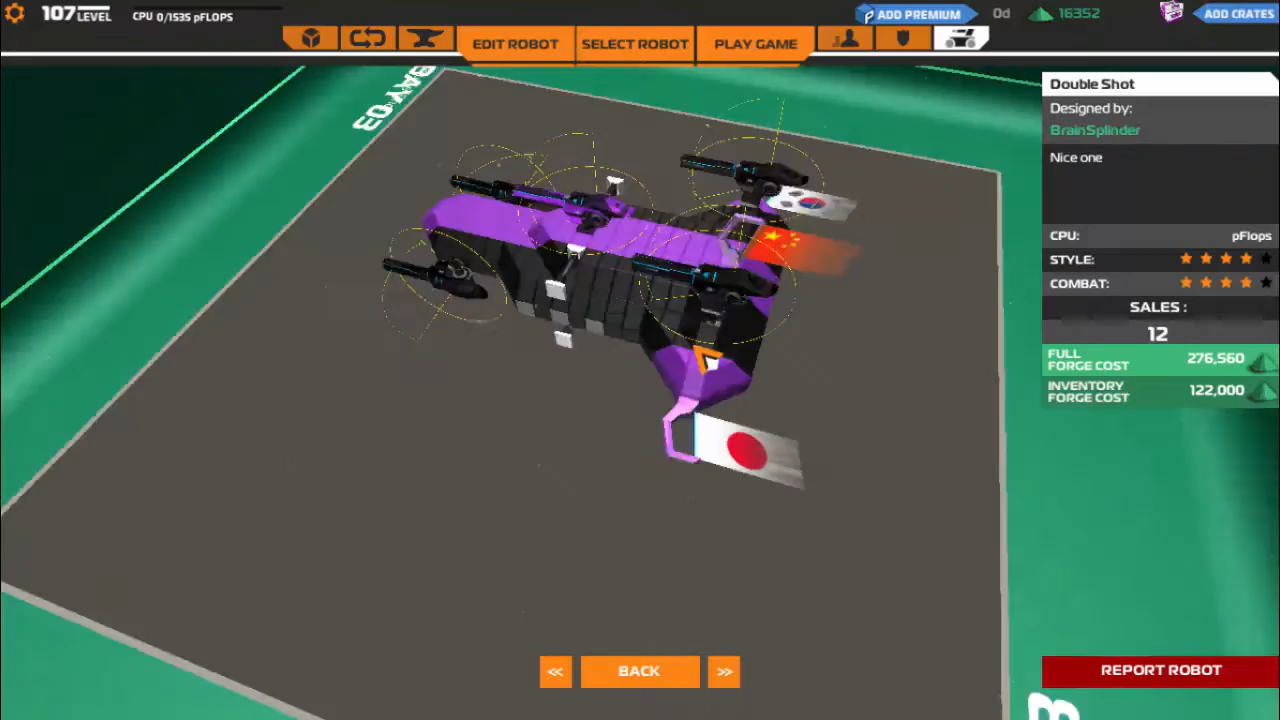 107 LEVEL
CPU 0/1535 pFLOPS
ADD PREMIUM
0d
16352
ADD CRATES
EDIT ROBOT
SELECT ROBOT
PLAY GAME
BAY 03
Double Shot
Designed by:
BrainSplinder
Nice one
CPU: pFlops
STYLE:
COMBAT:
SALES :
12
FULL
FORGE COST 276,560
INVENTORY
FORGE COST 122,000
<<
BACK
>>
REPORT ROBOT